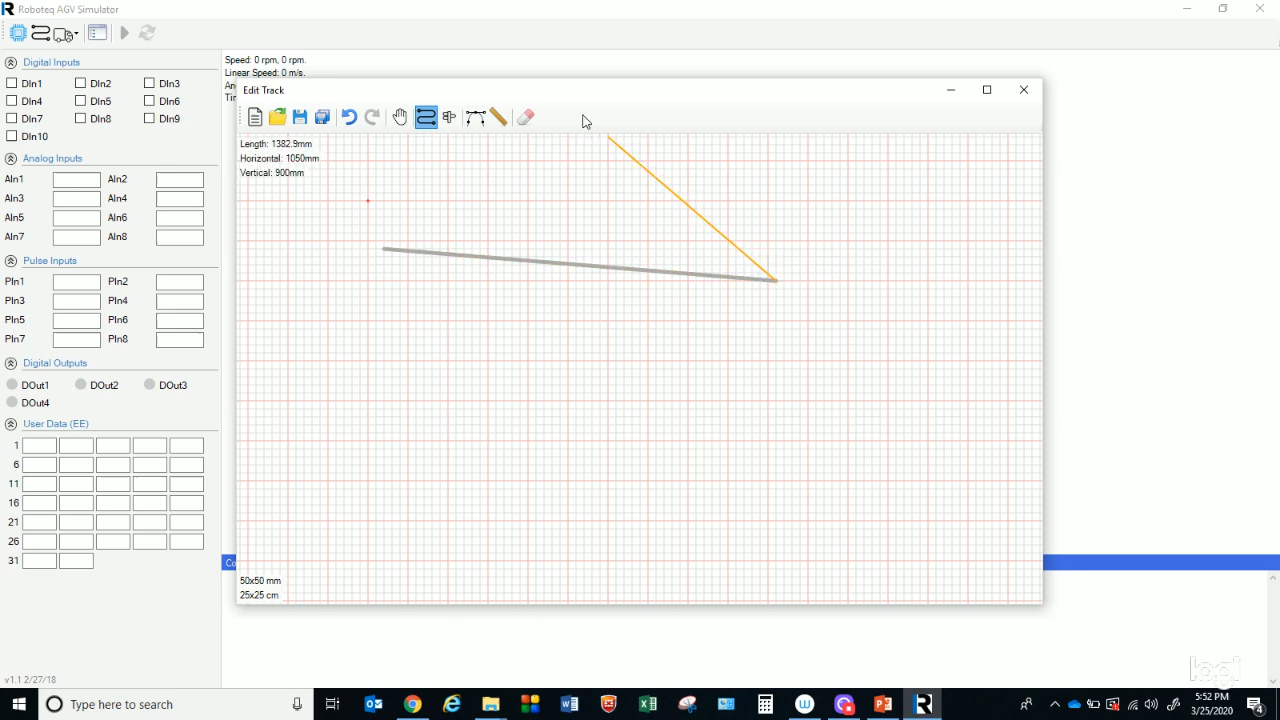 Roboteq AGV Simulator
Digital Inputs
DIn1 DIn2 DIn3
DIn4 DIn5 DIn6
DIn7 DIn8 DIn9
DIn10
Analog Inputs
AIn1 AIn2
AIn3 AIn4
AIn5 AIn6
AIn7 AIn8
Pulse Inputs
PIn1 PIn2
PIn3 PIn4
PIn5 PIn6
PIn7 PIn8
Digital Outputs
DOut1 DOut2 DOut3
DOut4
User Data (EE)
1
6
11
16
21
26
31
v1.1 2/27/18
Speed: 0 rpm, 0 rpm.
Linear Speed: 0 m/s.
Edit Track
Length: 1382.9mm
Horizontal: 1050mm
Vertical: 900mm
50x50 mm
25x25 cm
logi
Type here to search
5:52 PM
3/25/2020
4